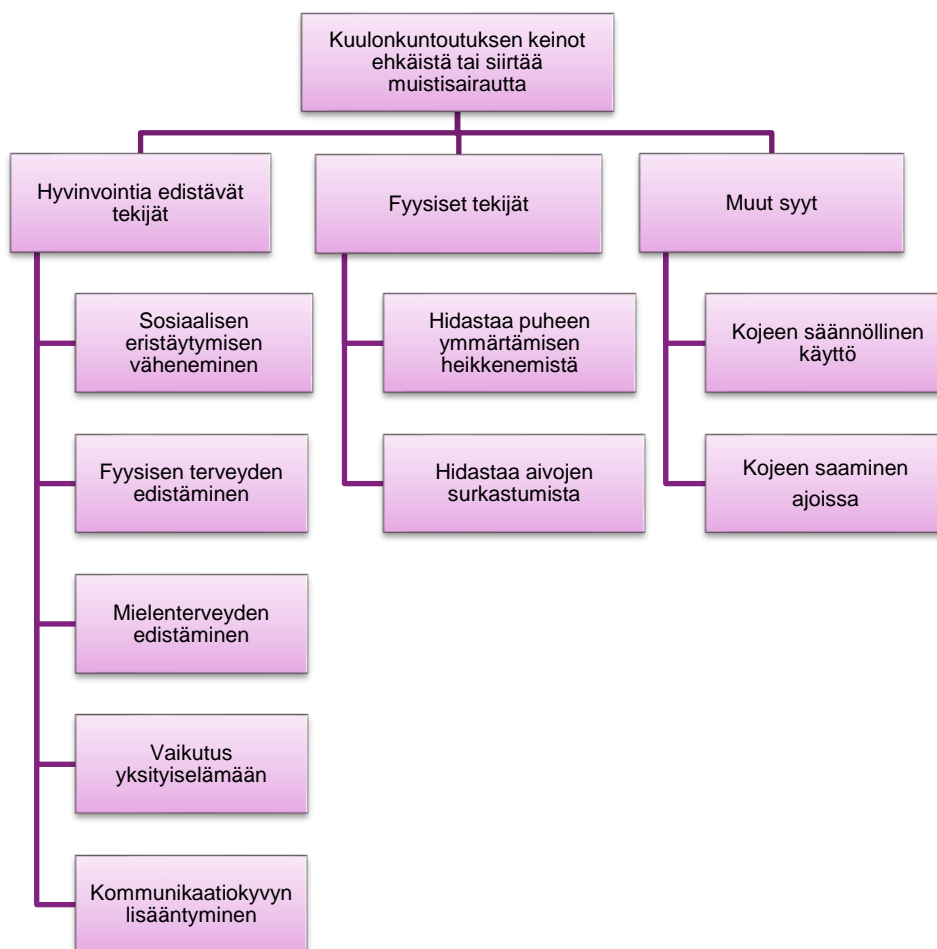 Kuulonkuntoutuksen keinot
ehkäistä tai siirtää
muistisairautta
Hyvinvointia edistävät
tekijät
Fyysiset tekijät
Muut syyt
Sosiaalisen
eristäytymisen
väheneminen
Hidastaa puheen
ymmärtämisen
heikkenemistä
Kojeen säännöllinen
käyttö
Fyysisen terveyden
edistäminen
Hidastaa aivojen
surkastumista
Kojeen saaminen
ajoissa
Mielenterveyden
edistäminen
Vaikutus
yksityiselämään
Kommunikaatiokyvyn
lisääntyminen